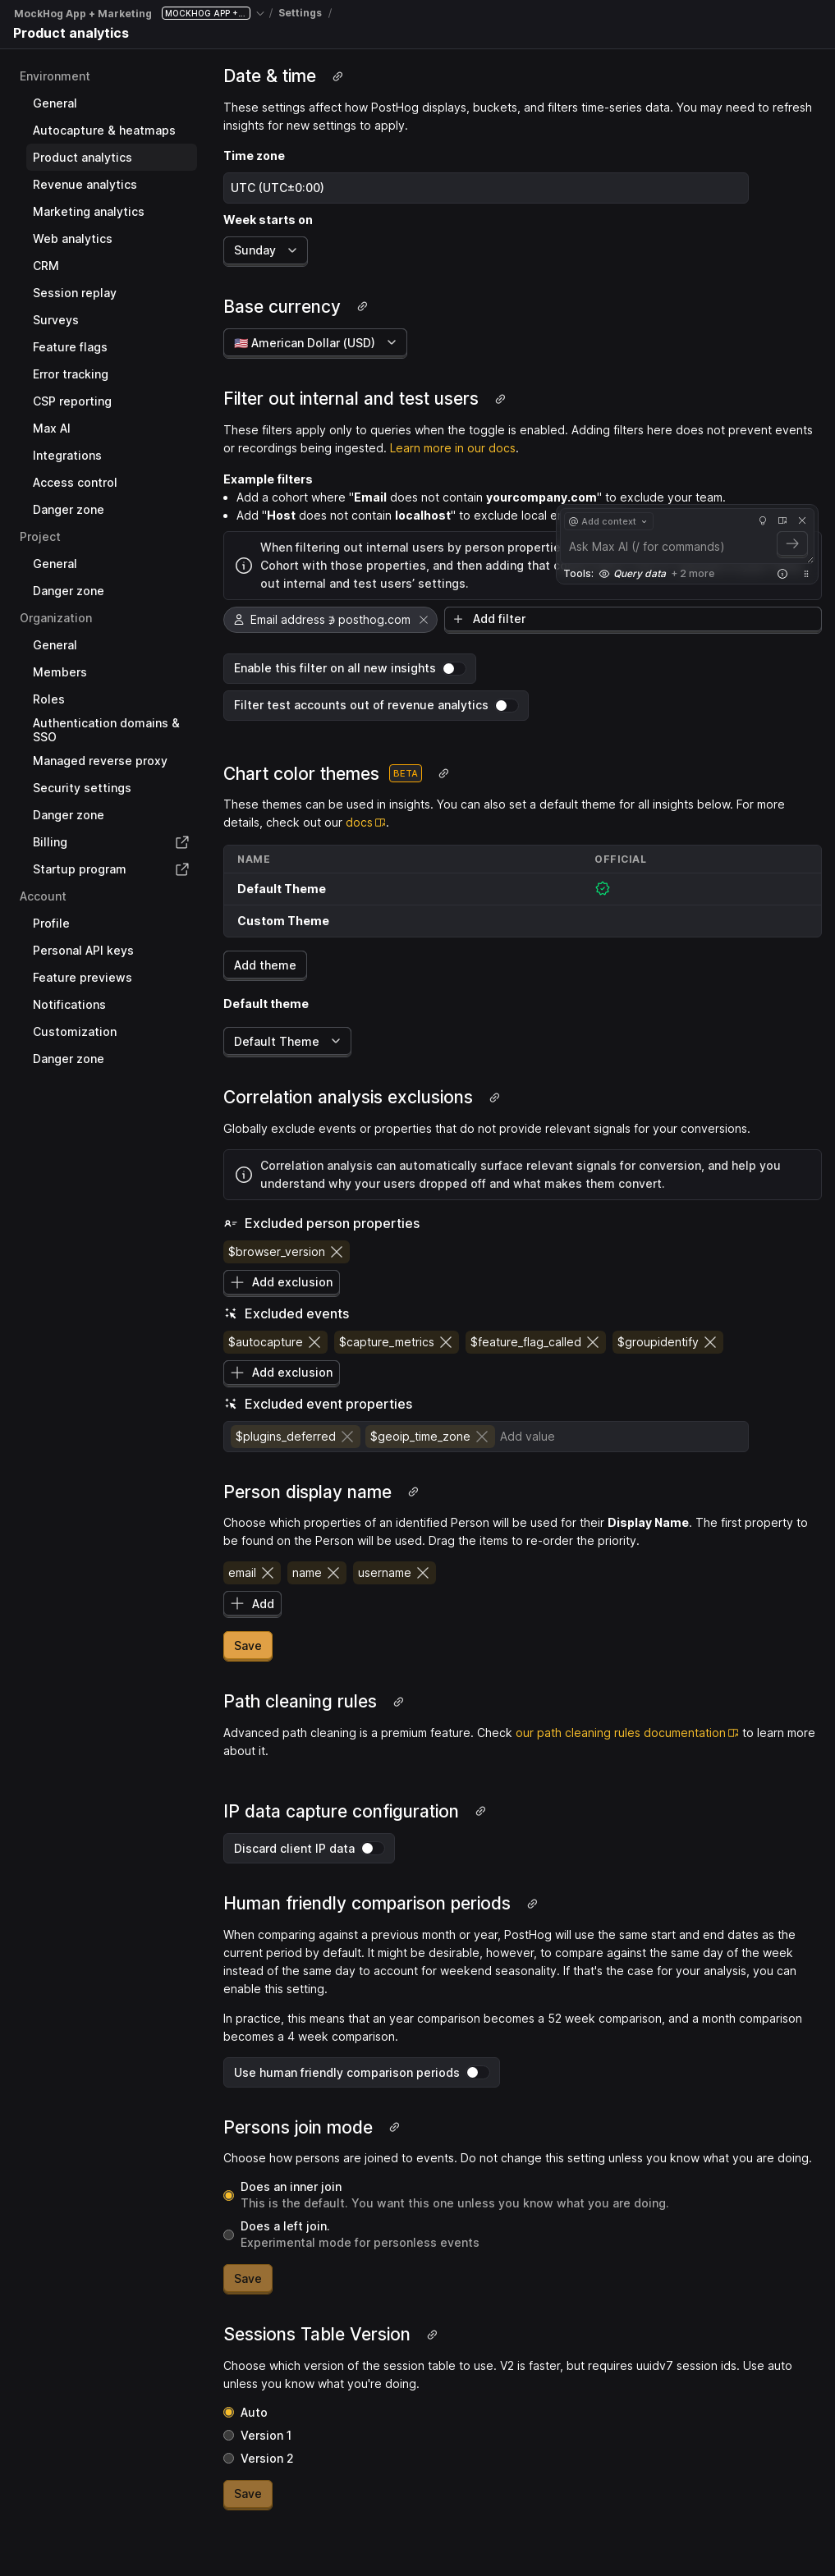 MockHog App + Marketing MOCKHOG APP +... / Settings /
Product analytics
Environment
General
Autocapture & heatmaps
Product analytics
Revenue analytics
Marketing analytics
Web analytics
CRM
Session replay
Surveys
Feature flags
Error tracking
CSP reporting
Max AI
Integrations
Access control
Danger zone
Project
General
Danger zone
Organization
General
Members
Roles
Authentication domains &
SSO
Managed reverse proxy
Security settings
Danger zone
Billing
Startup program
Account
Profile
Personal API keys
Feature previews
Notifications
Customization
Danger zone
Date & time
These settings affect how PostHog displays, buckets, and filters time-series data. You may need to refresh
insights for new settings to apply.
Time zone
UTC (UTC±0:00)
Week starts on
Sunday
Base currency
🇺🇸 American Dollar (USD)
Filter out internal and test users
These filters apply only to queries when the toggle is enabled. Adding filters here does not prevent events
or recordings being ingested. Learn more in our docs.
Example filters
• Add a cohort where "Email does not contain yourcompany.com" to exclude your team.
• Add "Host does not contain localhost" to exclude local e
When filtering out internal users by person properti
Cohort with those properties, and then adding that c
out internal and test users’ settings.
@ Add context
Ask Max AI (/ for commands)
Tools: Query data + 2 more
Email address ∋ posthog.com
+ Add filter
Enable this filter on all new insights
Filter test accounts out of revenue analytics
Chart color themes BETA
These themes can be used in insights. You can also set a default theme for all insights below. For more
details, check out our docs.
NAME OFFICIAL
Default Theme
Custom Theme
Add theme
Default theme
Default Theme
Correlation analysis exclusions
Globally exclude events or properties that do not provide relevant signals for your conversions.
Correlation analysis can automatically surface relevant signals for conversion, and help you
understand why your users dropped off and what makes them convert.
Excluded person properties
$browser_version
+ Add exclusion
Excluded events
$autocapture $capture_metrics $feature_flag_called $groupidentify
+ Add exclusion
Excluded event properties
$plugins_deferred $geoip_time_zone Add value
Person display name
Choose which properties of an identified Person will be used for their Display Name. The first property to
be found on the Person will be used. Drag the items to re-order the priority.
email name username
+ Add
Save
Path cleaning rules
Advanced path cleaning is a premium feature. Check our path cleaning rules documentation to learn more
about it.
IP data capture configuration
Discard client IP data
Human friendly comparison periods
When comparing against a previous month or year, PostHog will use the same start and end dates as the
current period by default. It might be desirable, however, to compare against the same day of the week
instead of the same day to account for weekend seasonality. If that's the case for your analysis, you can
enable this setting.
In practice, this means that an year comparison becomes a 52 week comparison, and a month comparison
becomes a 4 week comparison.
Use human friendly comparison periods
Persons join mode
Choose how persons are joined to events. Do not change this setting unless you know what you are doing.
Does an inner join
This is the default. You want this one unless you know what you are doing.
Does a left join.
Experimental mode for personless events
Save
Sessions Table Version
Choose which version of the session table to use. V2 is faster, but requires uuidv7 session ids. Use auto
unless you know what you're doing.
Auto
Version 1
Version 2
Save